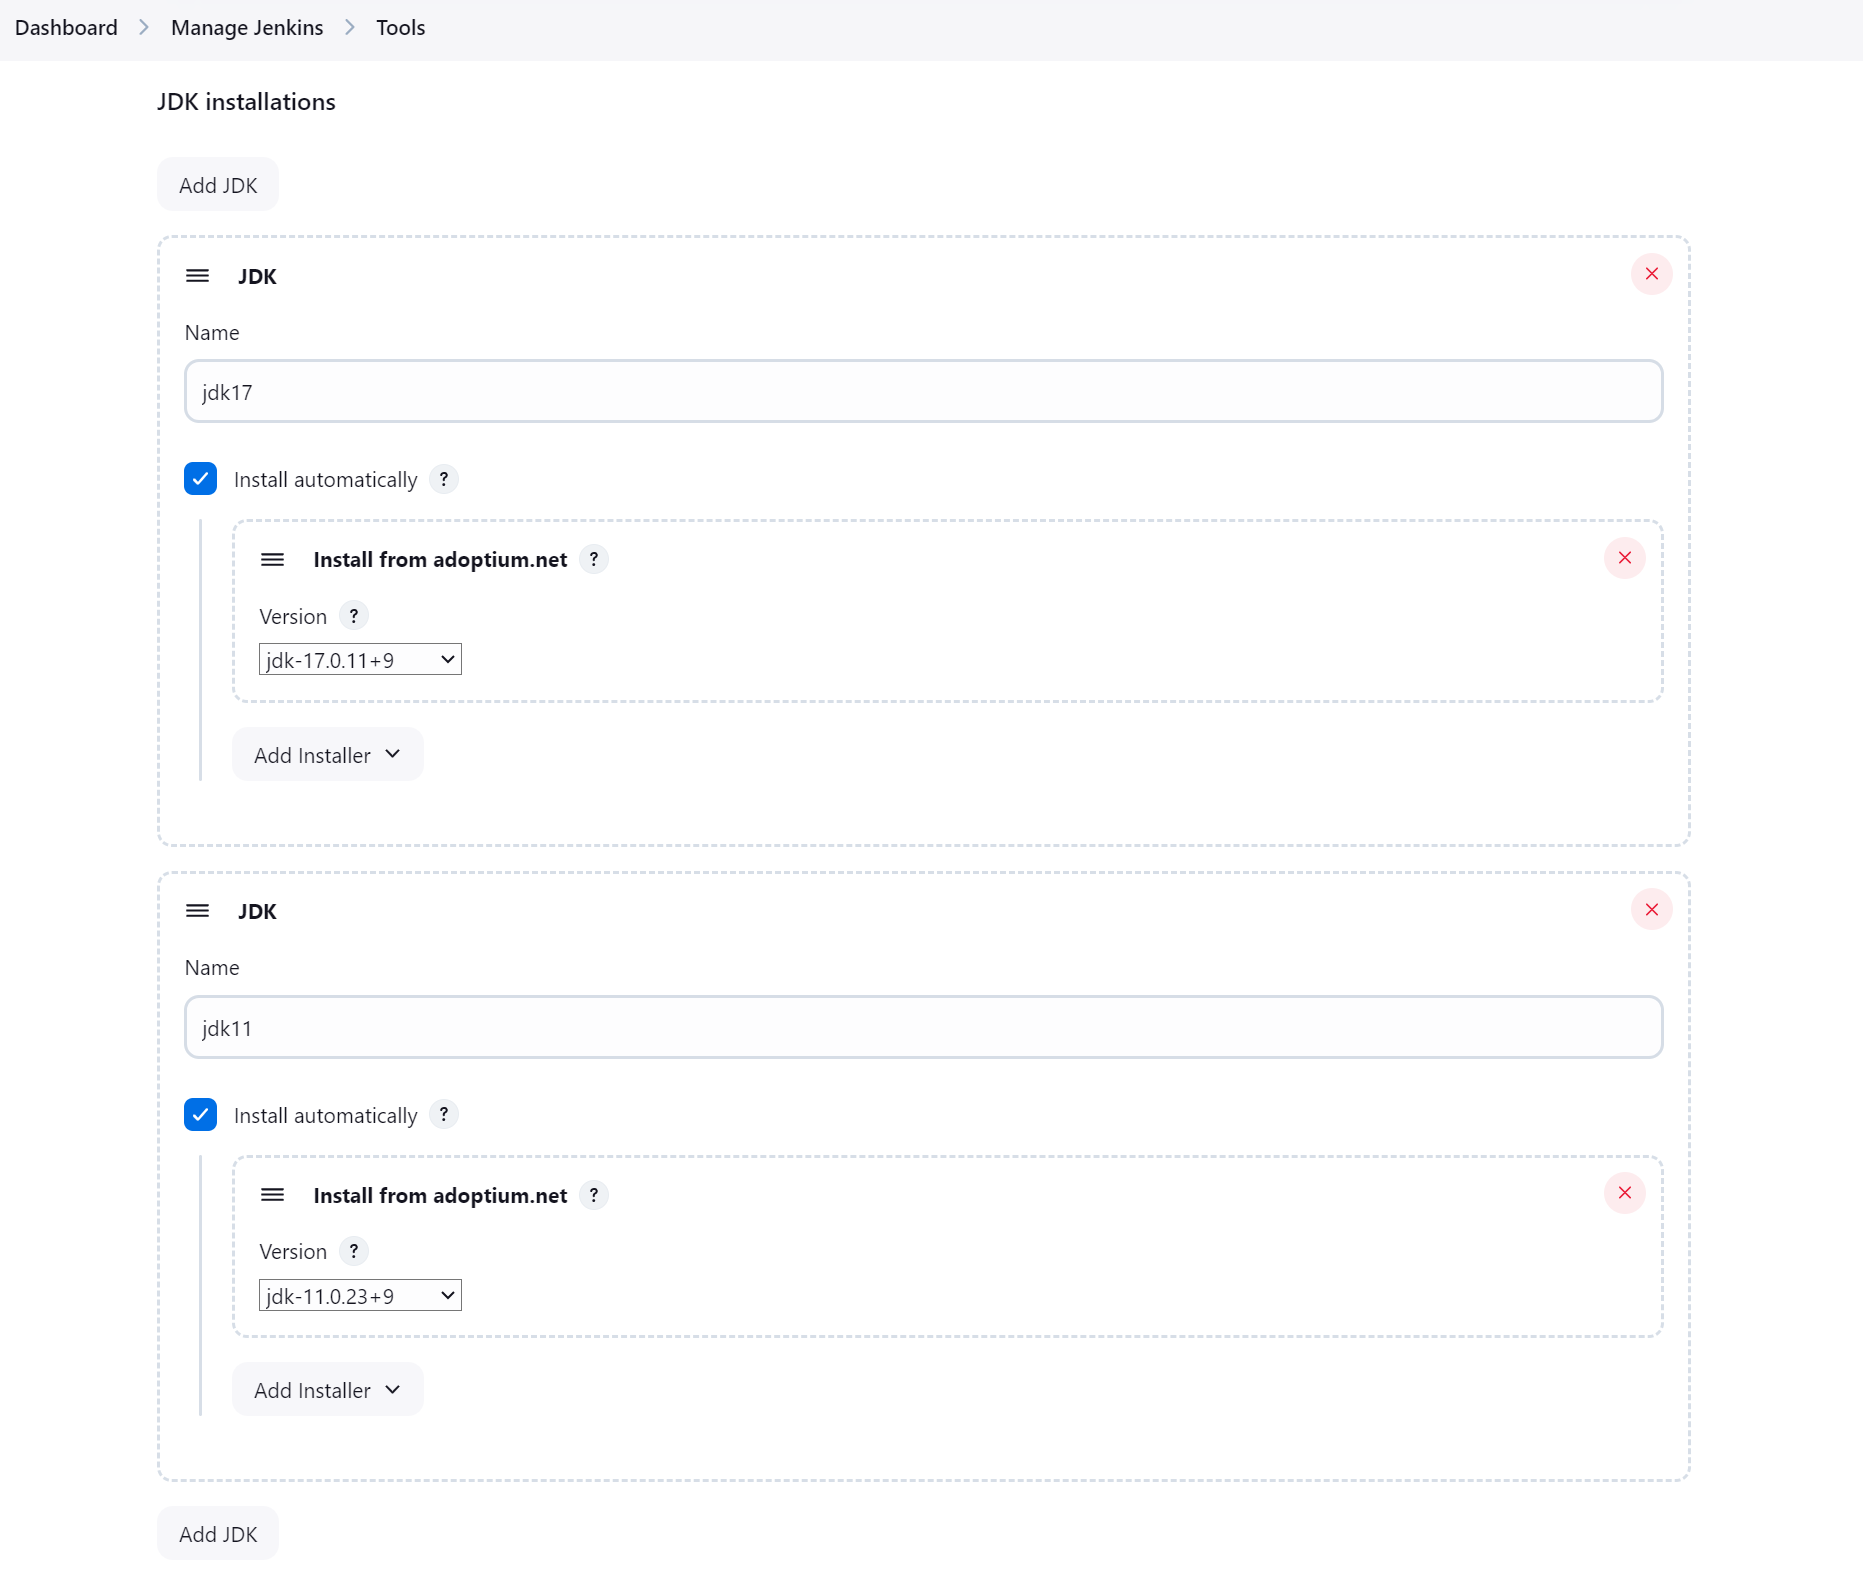 Dashboard > Manage Jenkins > Tools
JDK installations
Add JDK
JDK
Name
jdk17
Install automatically ?
Install from adoptium.net ?
Version ?
jdk-17.0.11+9
Add Installer
JDK
Name
jdk11
Install automatically ?
Install from adoptium.net ?
Version ?
jdk-11.0.23+9
Add Installer
Add JDK